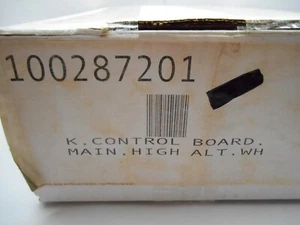 100287201
K.CONTROL BOARD.
MAIN.HIGH ALT.WH